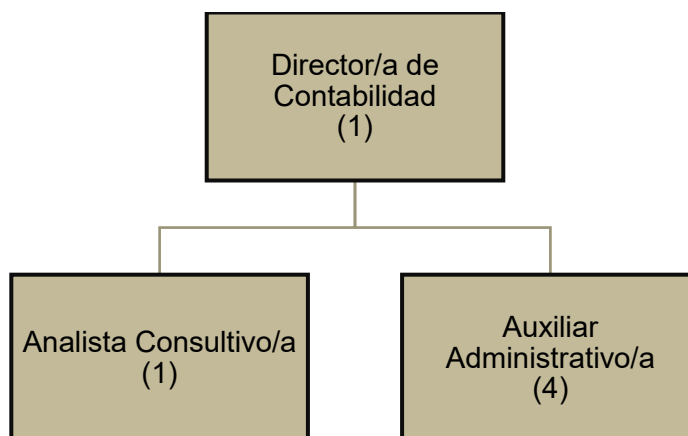 Director/a de
Contabilidad
(1)
Analista Consultivo/a
(1)
Auxiliar
Administrativo/a
(4)